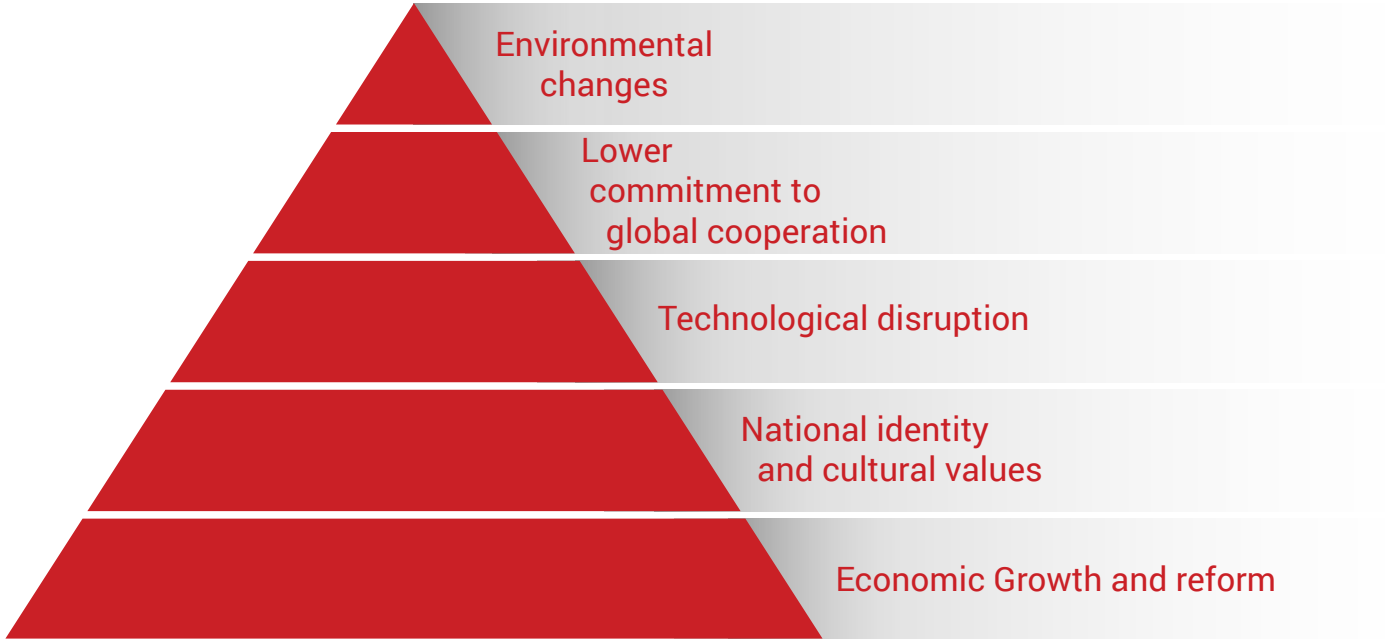 Environmental
changes
Lower
commitment to
global cooperation
Technological disruption
National identity
and cultural values
Economic Growth and reform